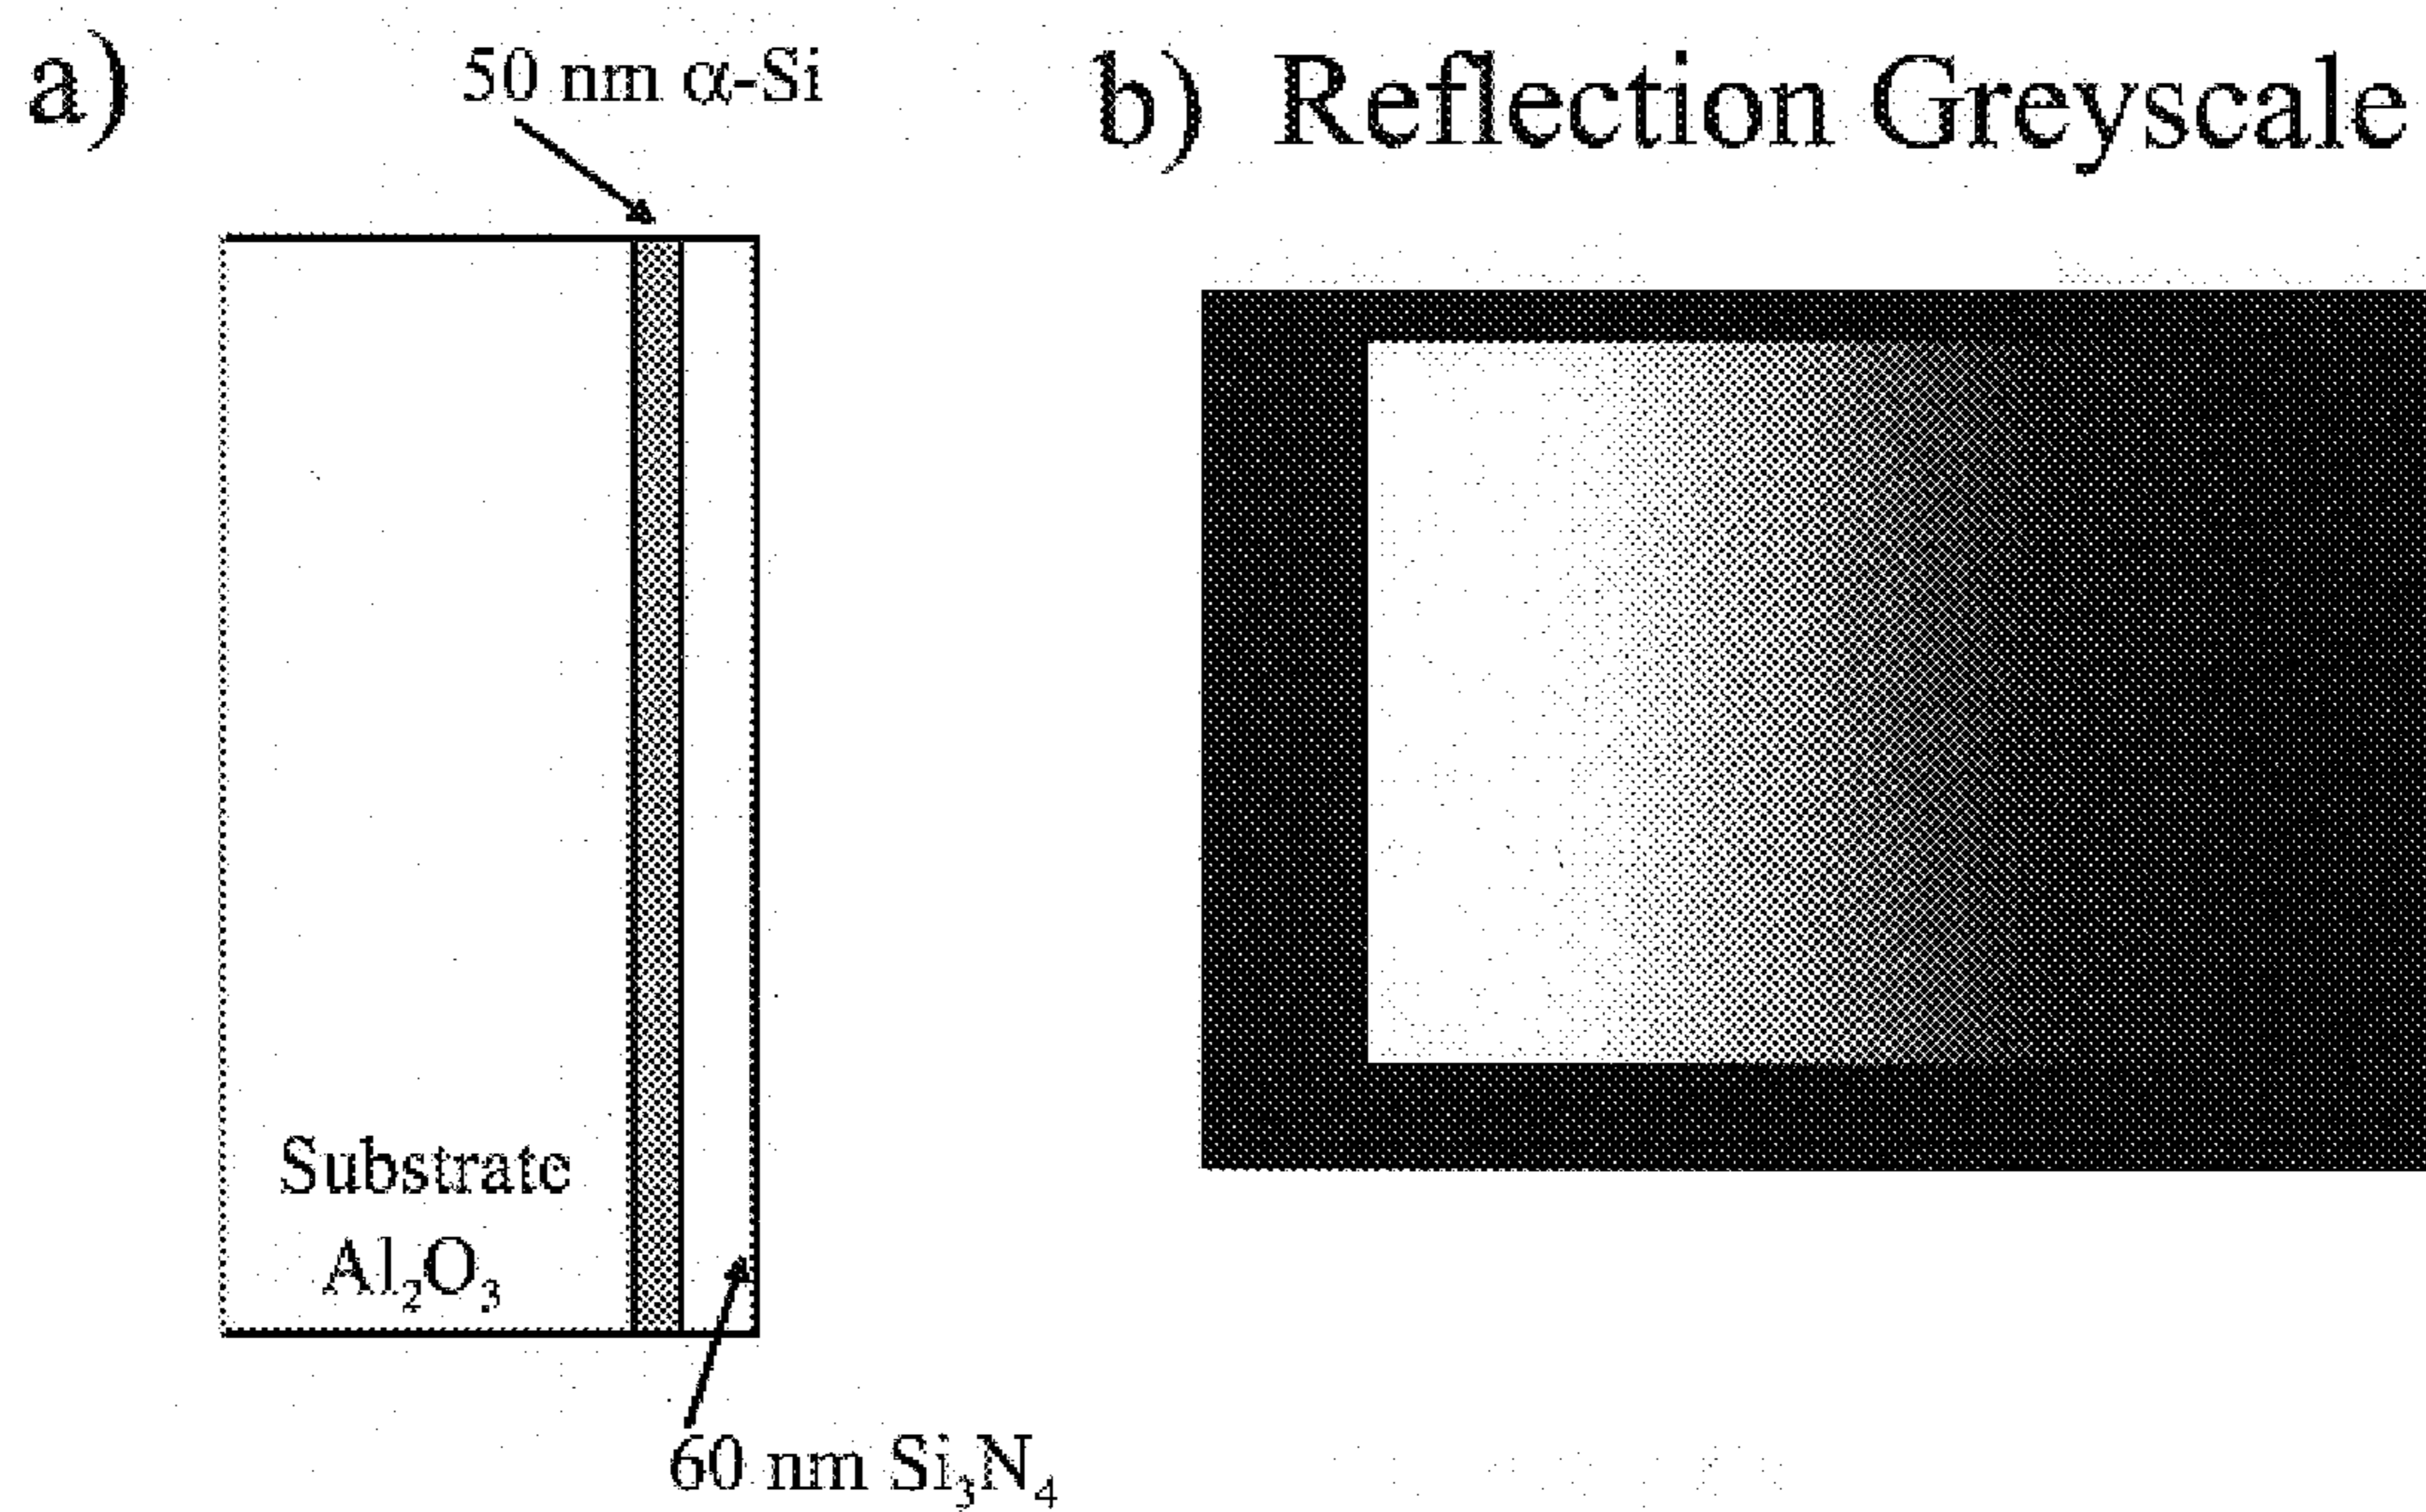 a)
50 nm α-Si
Substrate
Al₂O₃
60 nm Si₃N₄
b) Reflection Greyscale